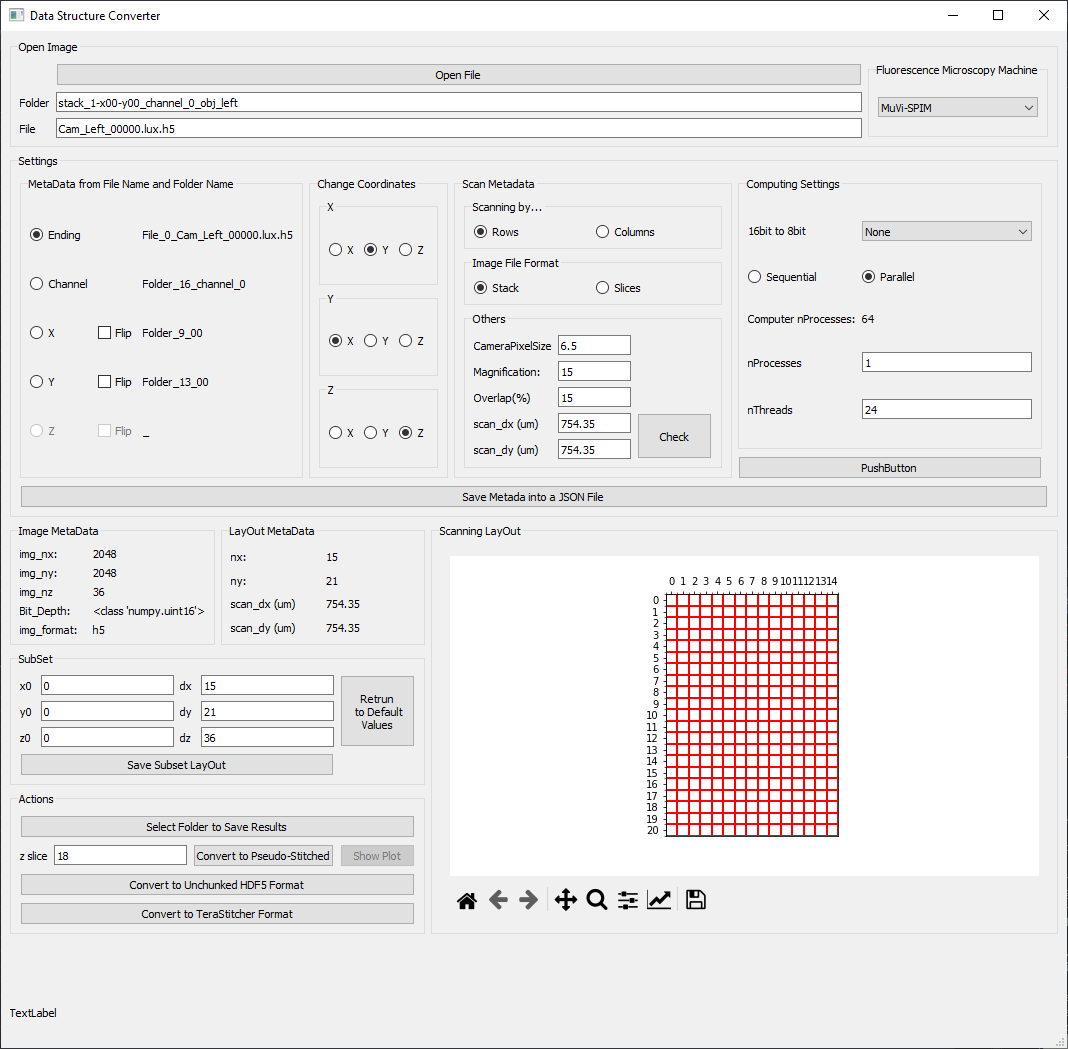 Data Structure Converter
Open Image
Open File
Folder stack_1-x00-y00_channel_0_obj_left
File Cam_Left_00000.lux.h5
Fluorescence Microscopy Machine
MuVi-SPIM
Settings
MetaData from File Name and Folder Name
Ending File_0_Cam_Left_00000.lux.h5
Channel Folder_16_channel_0
X Flip Folder_9_00
Y Flip Folder_13_00
Z Flip _
Change Coordinates
X
X Y Z
Y
X Y Z
Z
X Y Z
Scan Metadata
Scanning by...
Rows Columns
Image File Format
Stack Slices
Others
CameraPixelSize 6.5
Magnification: 15
Overlap(%) 15
scan_dx (um) 754.35
scan_dy (um) 754.35
Check
Computing Settings
16bit to 8bit None
Sequential Parallel
Computer nProcesses: 64
nProcesses 1
nThreads 24
PushButton
Save Metada into a JSON File
Image MetaData
img_nx: 2048
img_ny: 2048
img_nz 36
Bit_Depth: <class 'numpy.uint16'>
img_format: h5
LayOut MetaData
nx: 15
ny: 21
scan_dx (um) 754.35
scan_dy (um) 754.35
SubSet
x0 0 dx 15
y0 0 dy 21
z0 0 dz 36
Retrun
to Default
Values
Save Subset LayOut
Actions
Select Folder to Save Results
z slice 18 Convert to Pseudo-Stitched Show Plot
Convert to Unchunked HDF5 Format
Convert to TeraStitcher Format
Scanning LayOut
0 1 2 3 4 5 6 7 8 9 10 11 12 13 14
0
1
2
3
4
5
6
7
8
9
10
11
12
13
14
15
16
17
18
19
20
TextLabel